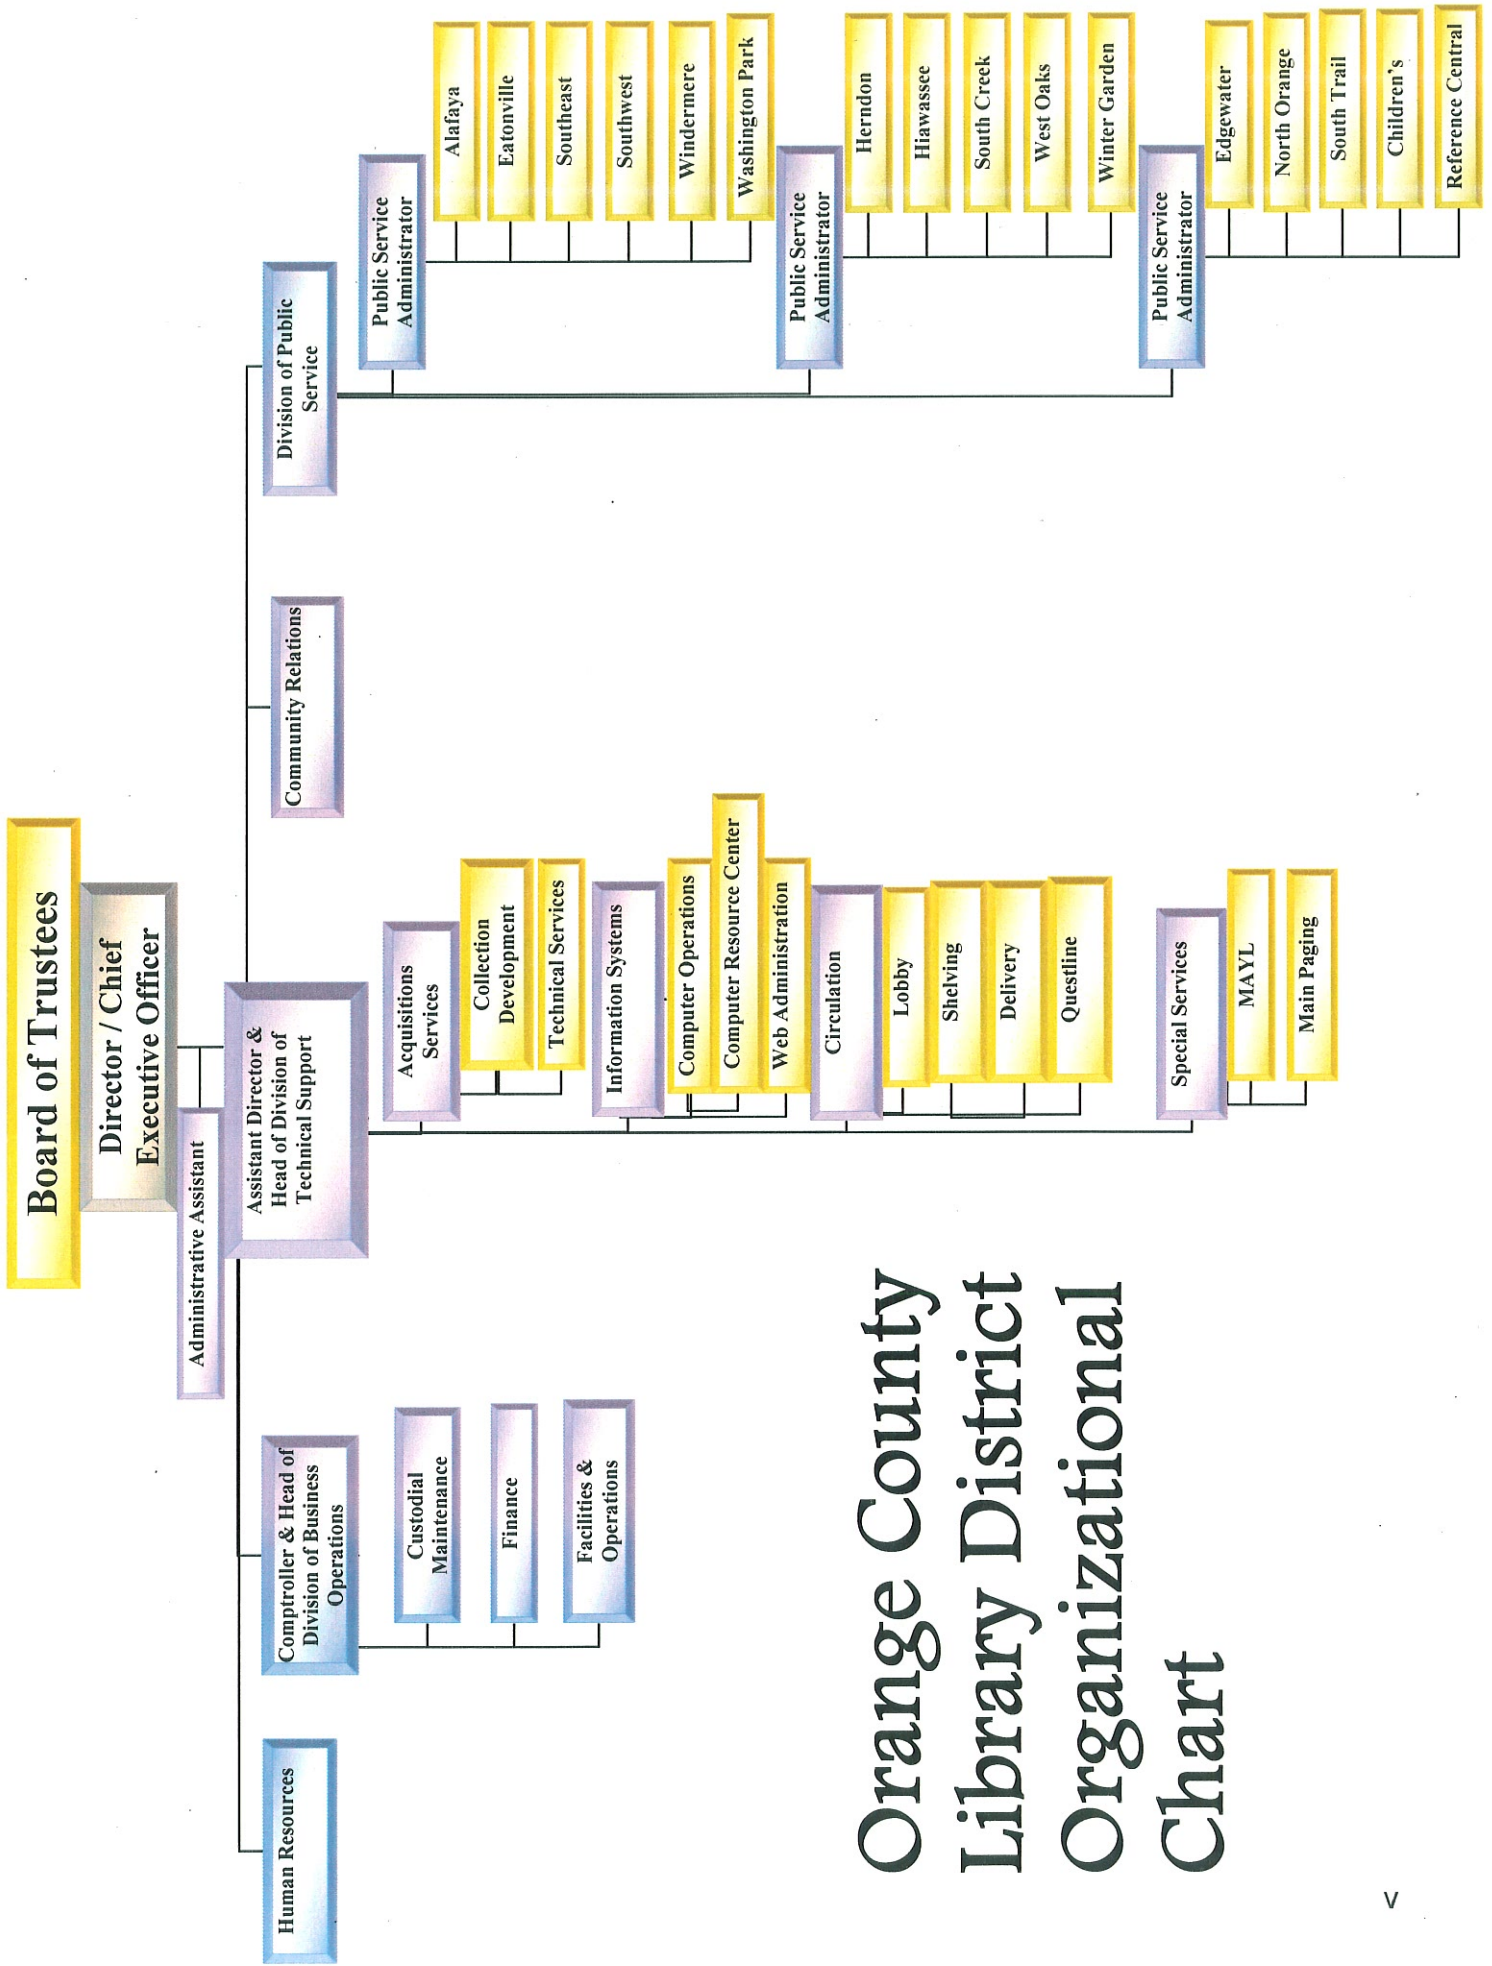 Board of Trustees
Director / Chief
Executive Officer
Administrative Assistant
Assistant Director &
Head of Division of
Technical Support
Human Resources
Comptroller & Head of
Division of Business
Operations
Custodial
Maintenance
Finance
Facilities &
Operations
Acquisitions
Services
Collection
Development
Technical Services
Information Systems
Computer Operations
Computer Resource Center
Web Administration
Circulation
Lobby
Shelving
Delivery
Questline
Special Services
MAYL
Main Paging
Community Relations
Division of Public
Service
Public Service
Administrator
Alafaya
Eatonville
Southeast
Southwest
Windermere
Washington Park
Public Service
Administrator
Herndon
Hiawassee
South Creek
West Oaks
Winter Garden
Public Service
Administrator
Edgewater
North Orange
South Trail
Children's
Reference Central
Orange County
Library District
Organizational
Chart
v